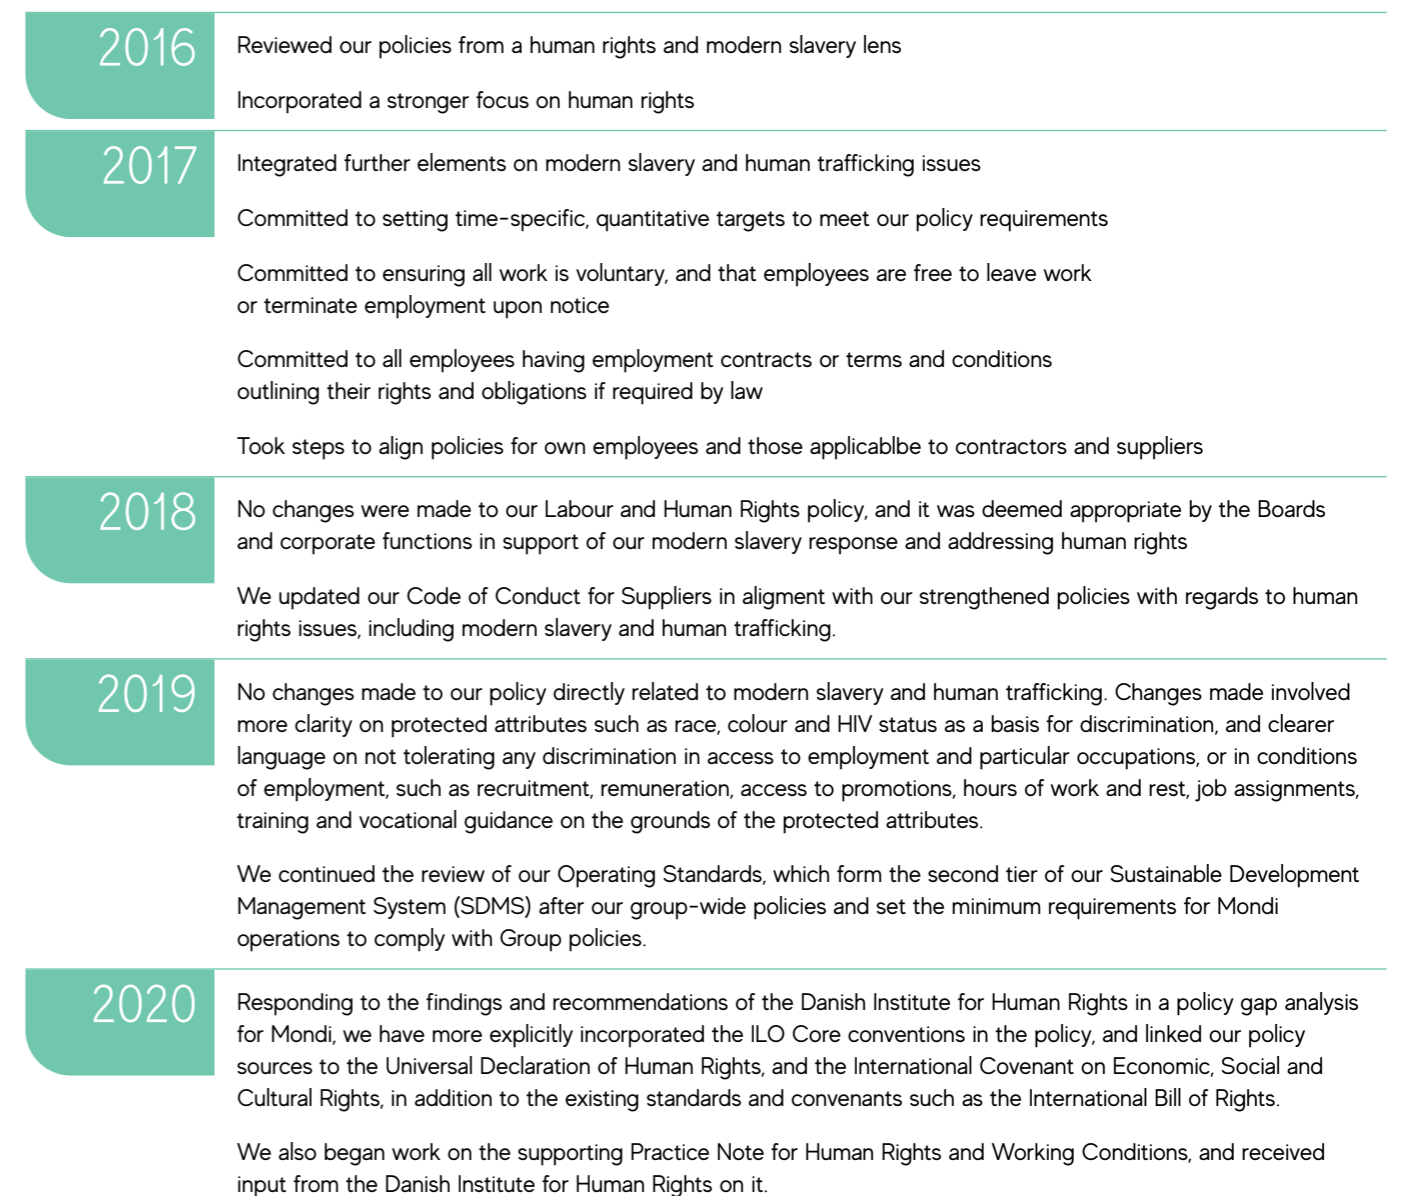 2016
Reviewed our policies from a human rights and modern slavery lens
Incorporated a stronger focus on human rights
2017
Integrated further elements on modern slavery and human trafficking issues
Committed to setting time-specific, quantitative targets to meet our policy requirements
Committed to ensuring all work is voluntary, and that employees are free to leave work
or terminate employment upon notice
Committed to all employees having employment contracts or terms and conditions
outlining their rights and obligations if required by law
Took steps to align policies for own employees and those applicablbe to contractors and suppliers
2018
No changes were made to our Labour and Human Rights policy, and it was deemed appropriate by the Boards
and corporate functions in support of our modern slavery response and addressing human rights
We updated our Code of Conduct for Suppliers in aligment with our strengthened policies with regards to human
rights issues, including modern slavery and human trafficking.
2019
No changes made to our policy directly related to modern slavery and human trafficking. Changes made involved
more clarity on protected attributes such as race, colour and HIV status as a basis for discrimination, and clearer
language on not tolerating any discrimination in access to employment and particular occupations, or in conditions
of employment, such as recruitment, remuneration, access to promotions, hours of work and rest, job assignments,
training and vocational guidance on the grounds of the protected attributes.
We continued the review of our Operating Standards, which form the second tier of our Sustainable Development
Management System (SDMS) after our group-wide policies and set the minimum requirements for Mondi
operations to comply with Group policies.
2020
Responding to the findings and recommendations of the Danish Institute for Human Rights in a policy gap analysis
for Mondi, we have more explicitly incorporated the ILO Core conventions in the policy, and linked our policy
sources to the Universal Declaration of Human Rights, and the International Covenant on Economic, Social and
Cultural Rights, in addition to the existing standards and convenants such as the International Bill of Rights.
We also began work on the supporting Practice Note for Human Rights and Working Conditions, and received
input from the Danish Institute for Human Rights on it.